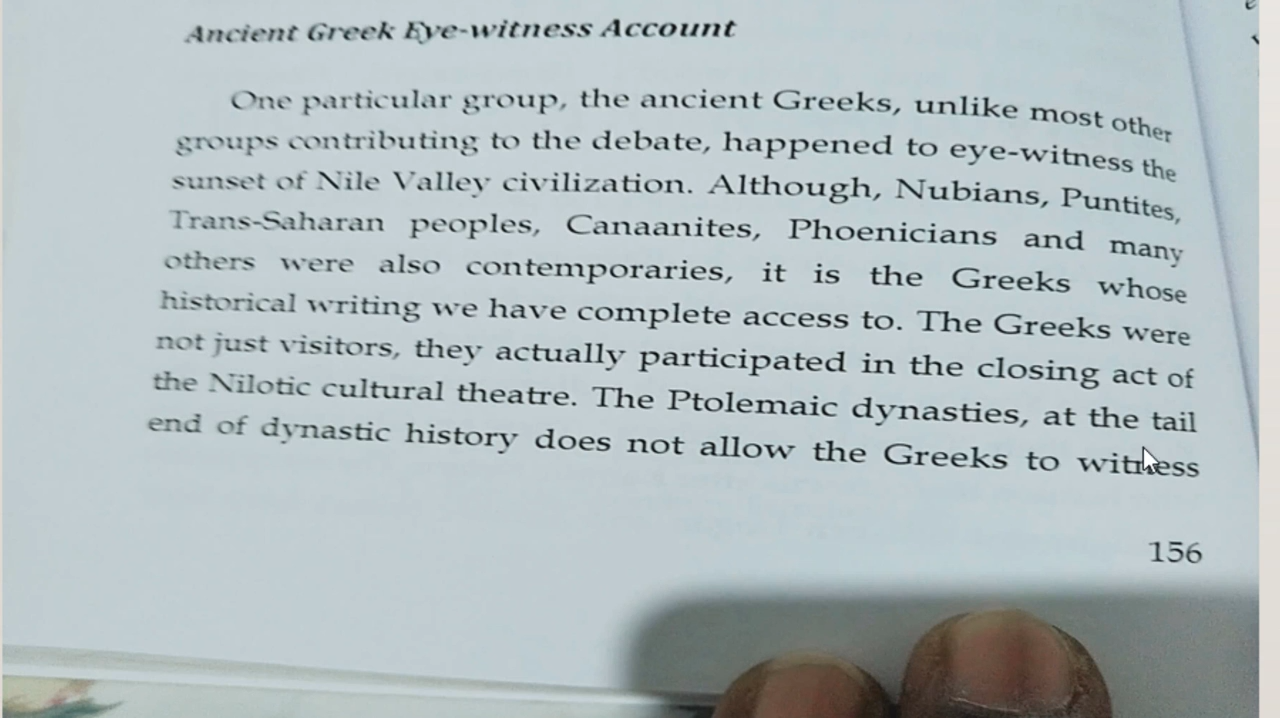 Ancient Greek Eye-witness Account
One particular group, the ancient Greeks, unlike most other
groups contributing to the debate, happened to eye-witness the
sunset of Nile Valley civilization. Although, Nubians, Puntites,
Trans-Saharan peoples, Canaanites, Phoenicians and many
others were also contemporaries, it is the Greeks whose
historical writing we have complete access to. The Greeks were
not just visitors, they actually participated in the closing act of
the Nilotic cultural theatre. The Ptolemaic dynasties, at the tail
end of dynastic history does not allow the Greeks to witness
156